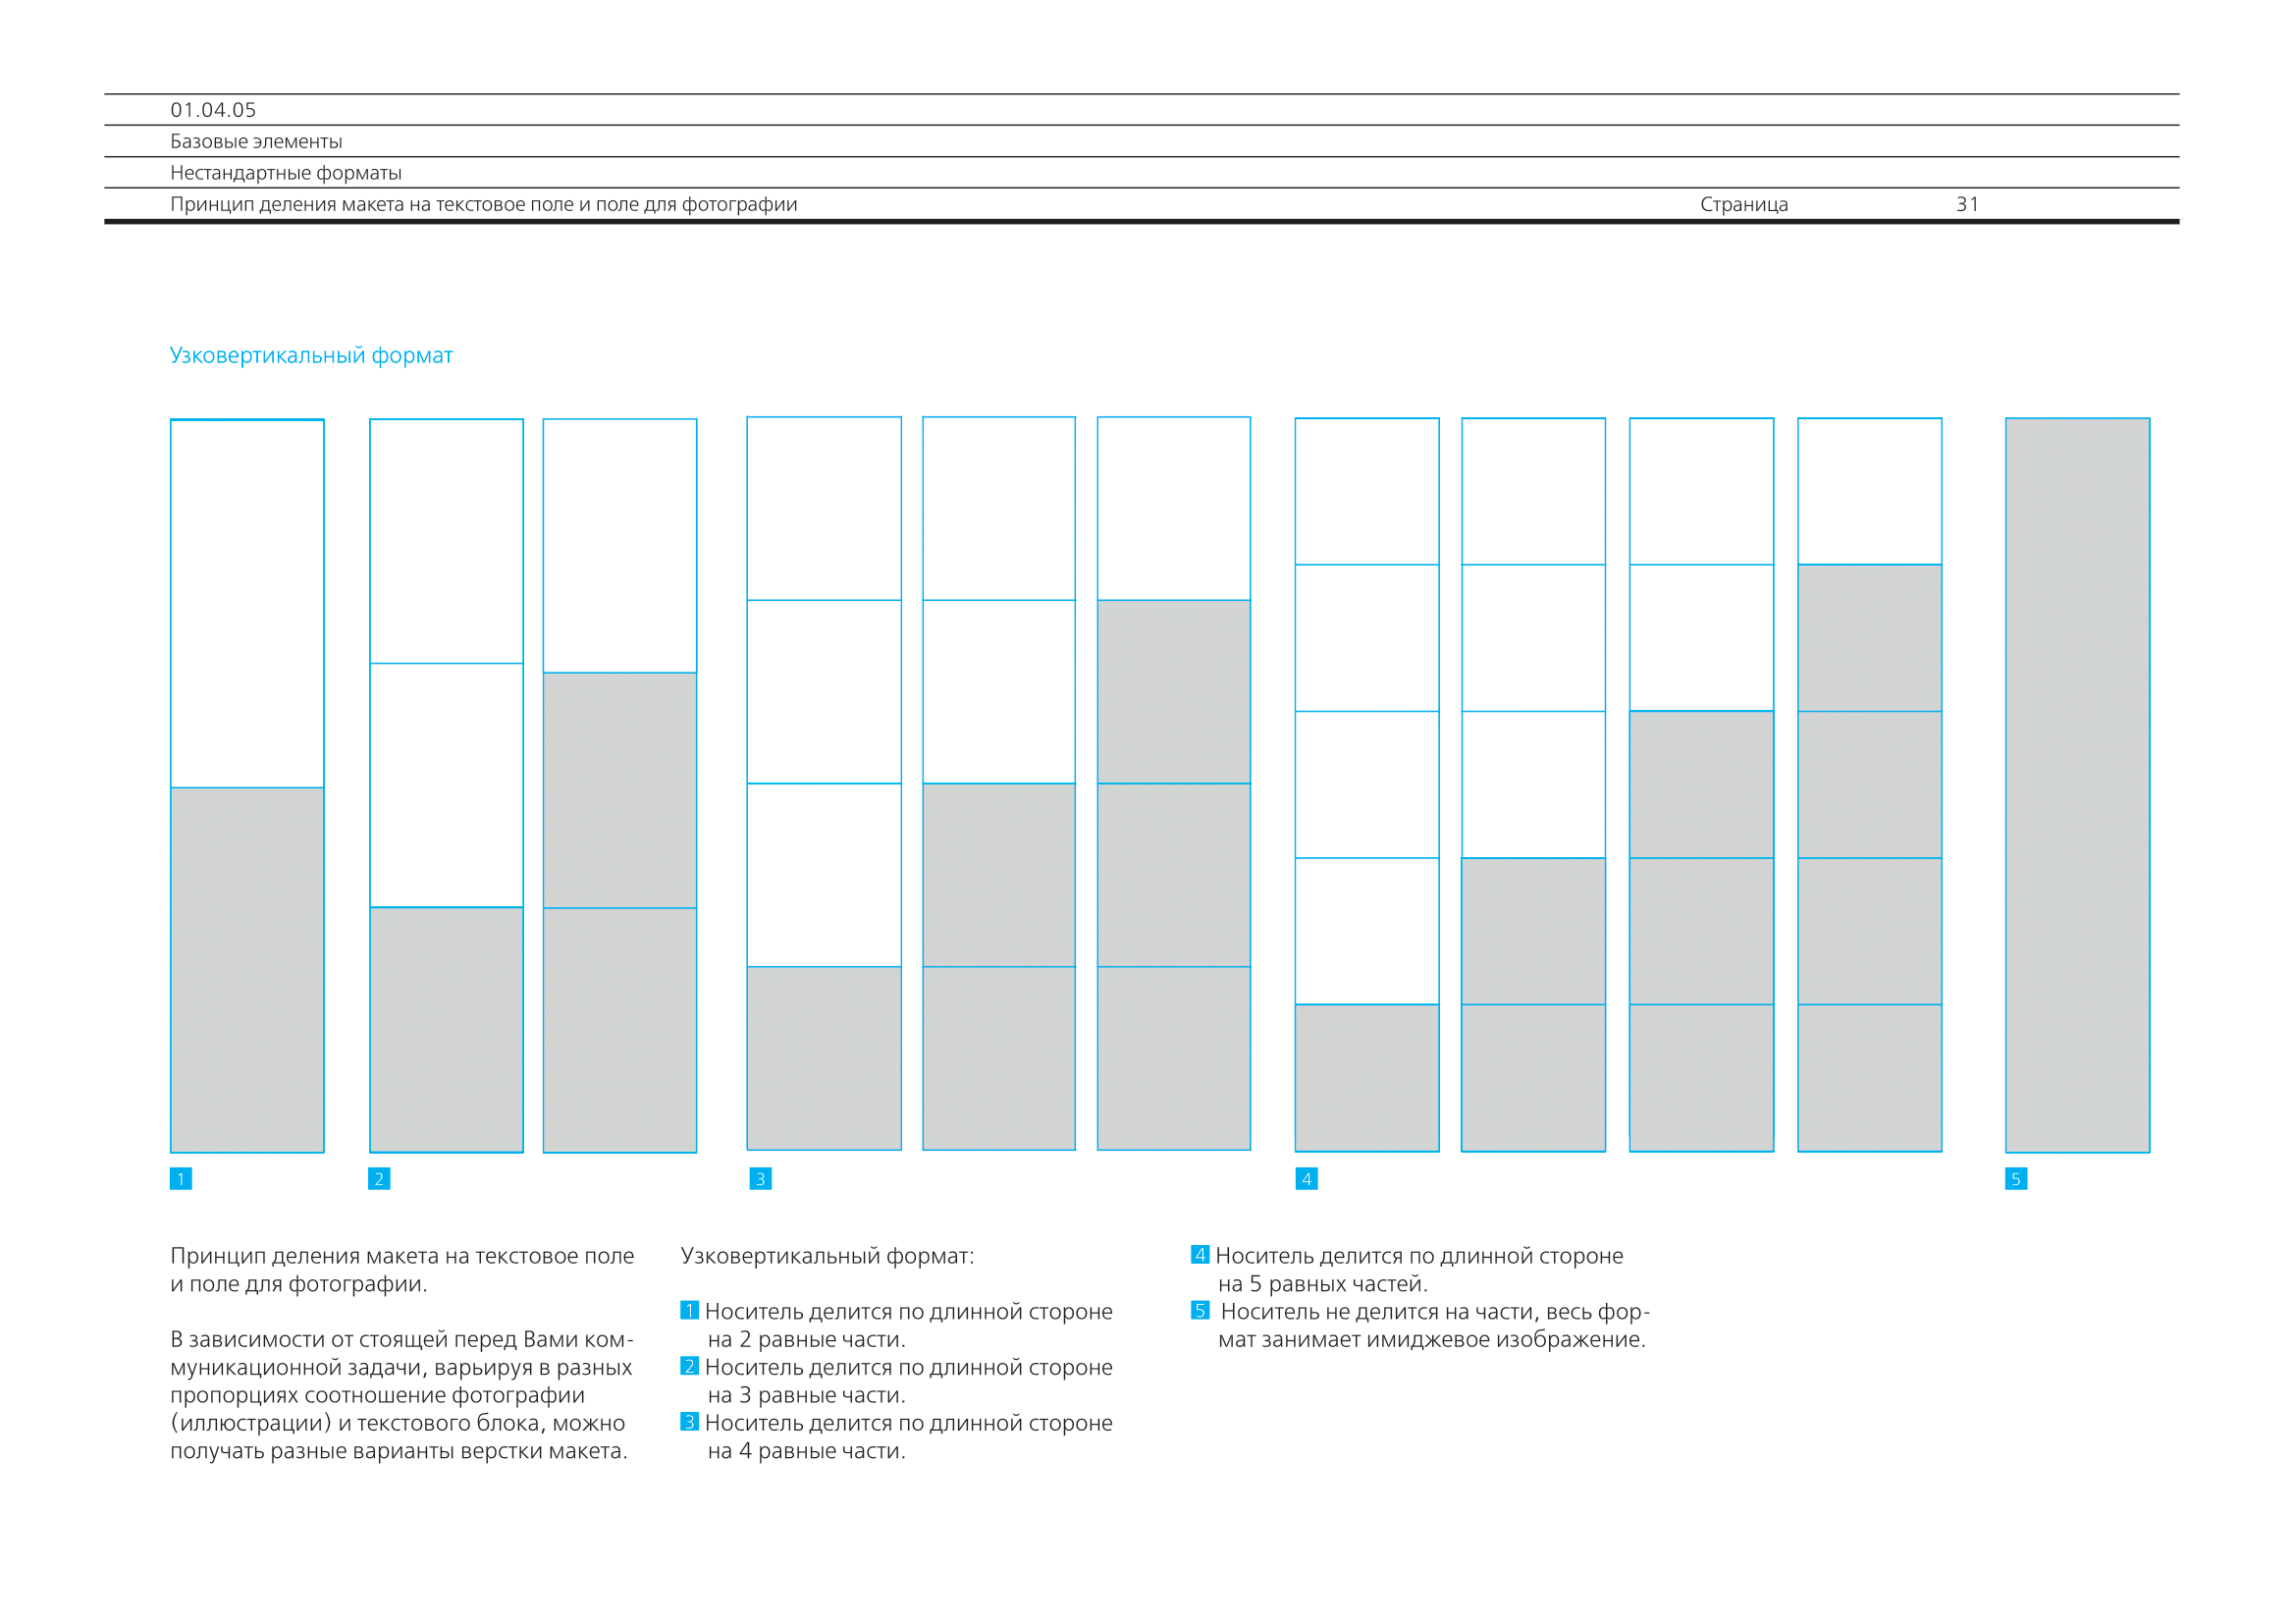 01.04.05
Базовые элементы
Нестандартные форматы
Принцип деления макета на текстовое поле и поле для фотографии
Страница 31
Узковертикальный формат
1
2
3
4
5
Принцип деления макета на текстовое поле
и поле для фотографии.
В зависимости от стоящей перед Вами ком-
муникационной задачи, варьируя в разных
пропорциях соотношение фотографии
(иллюстрации) и текстового блока, можно
получать разные варианты верстки макета.
Узковертикальный формат:
1 Носитель делится по длинной стороне
на 2 равные части.
2 Носитель делится по длинной стороне
на 3 равные части.
3 Носитель делится по длинной стороне
на 4 равные части.
4 Носитель делится по длинной стороне
на 5 равных частей.
5 Носитель не делится на части, весь фор-
мат занимает имиджевое изображение.